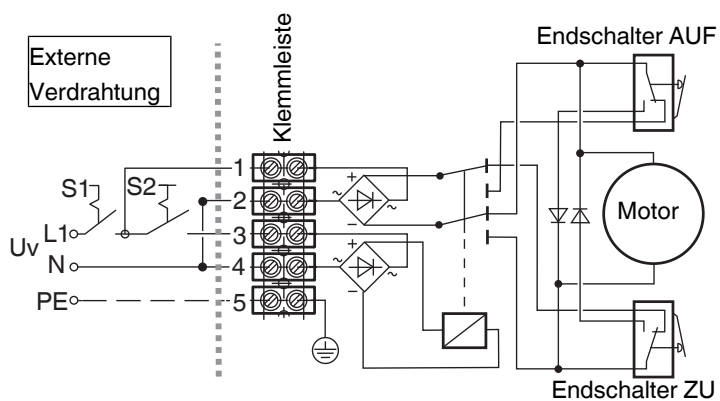 Externe
Verdrahtung
Klemmleiste
Endschalter AUF
S1
S2
1
2
3
4
5
Uv
L1
N
PE
+
~
~
−
+
~
~
−
Motor
Endschalter ZU